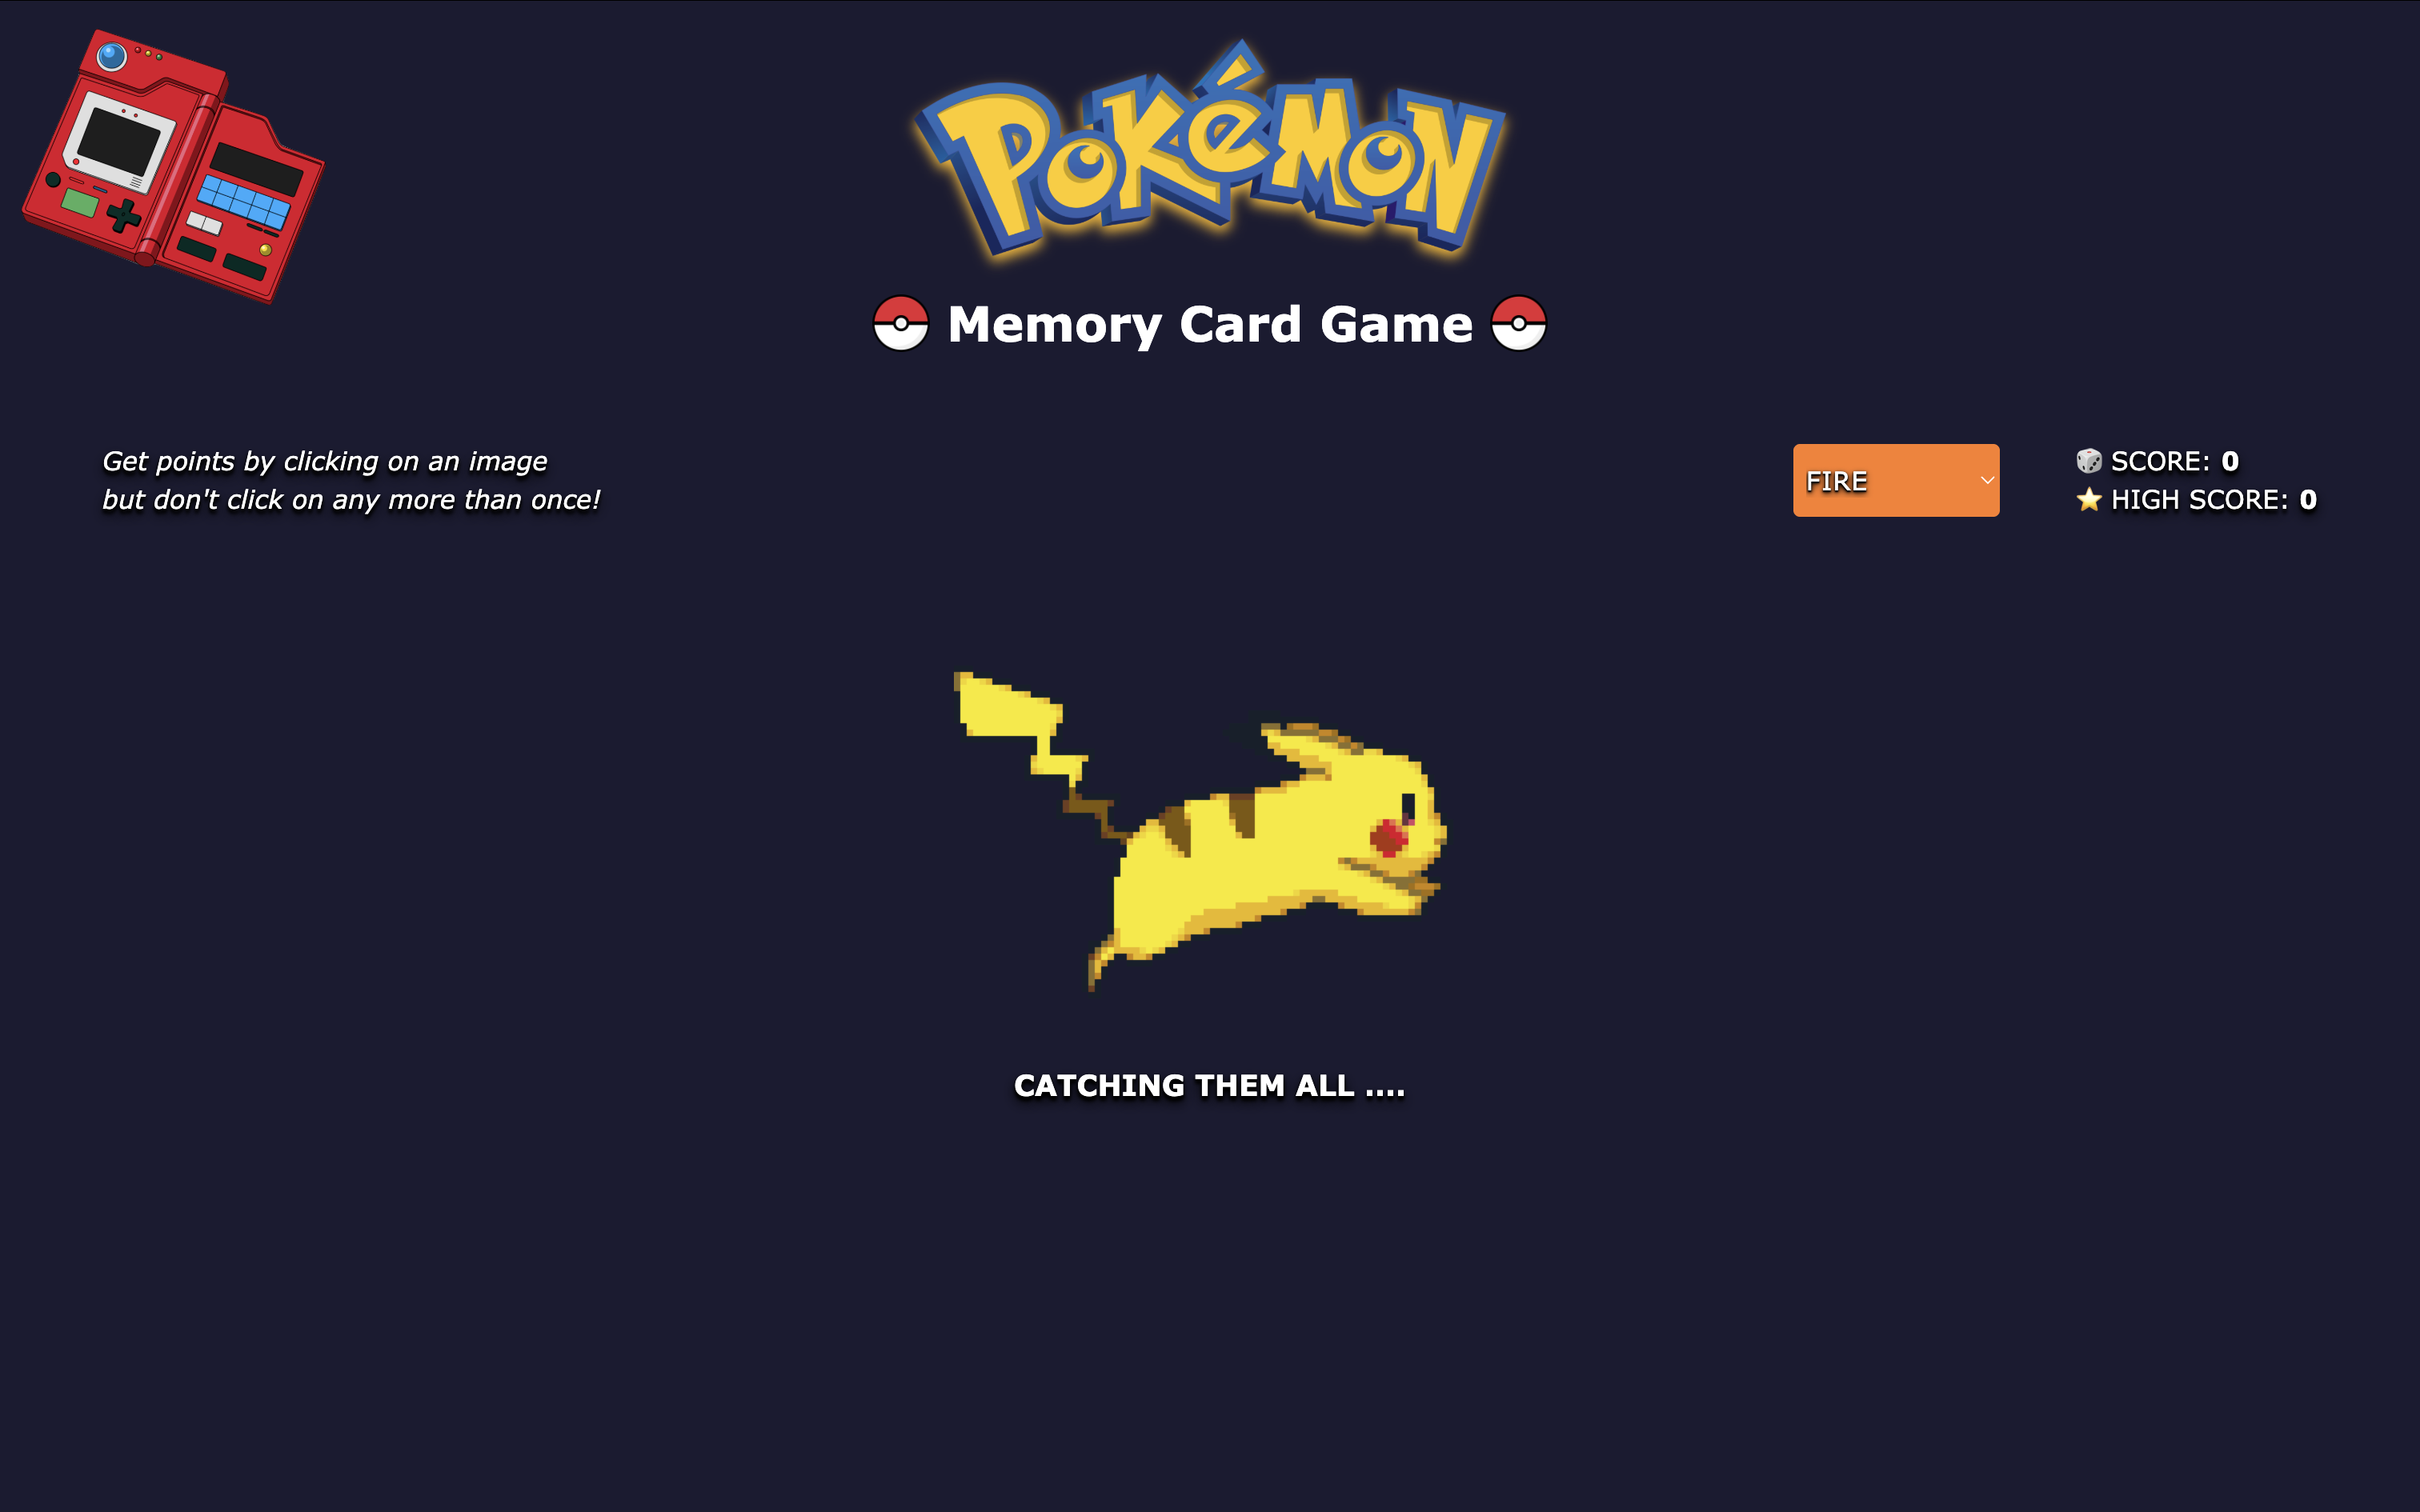 POKéMON
Memory Card Game
Get points by clicking on an image
but don't click on any more than once!
FIRE
🎲 SCORE: 0
⭐ HIGH SCORE: 0
CATCHING THEM ALL ....